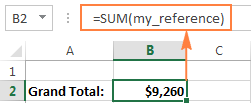 B2 =SUM(my_reference)
A B C
1
2 Grand Total: $9,260